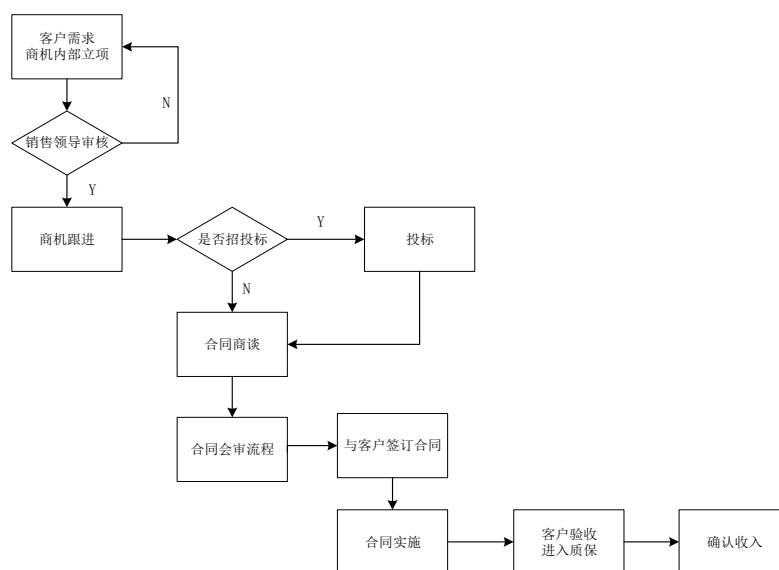 客户需求
商机内部立项
N
销售领导审核
Y
商机跟进
是否招投标
Y
投标
N
合同商谈
合同会审流程
与客户签订合同
合同实施
客户验收
进入质保
确认收入